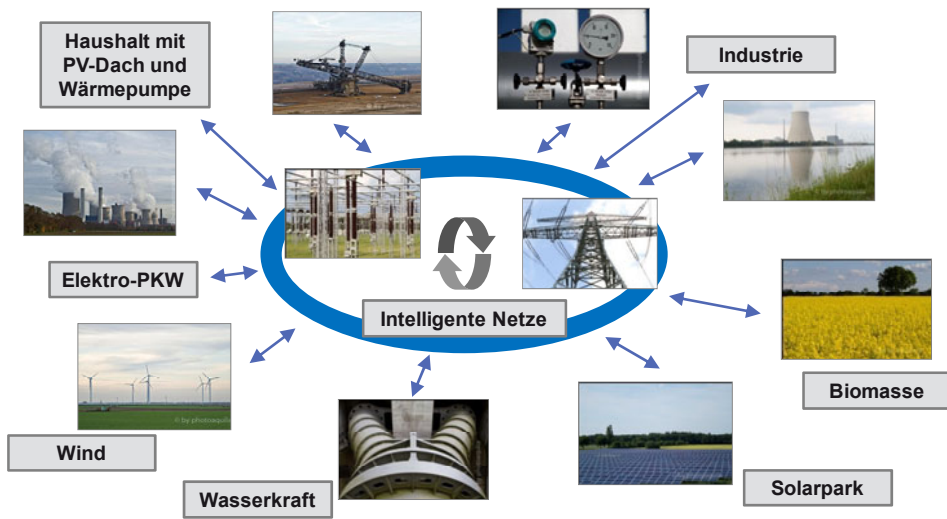 Haushalt mit
PV-Dach und
Wärmepumpe
Industrie
Elektro-PKW
Intelligente Netze
Biomasse
Wind
Solarpark
Wasserkraft